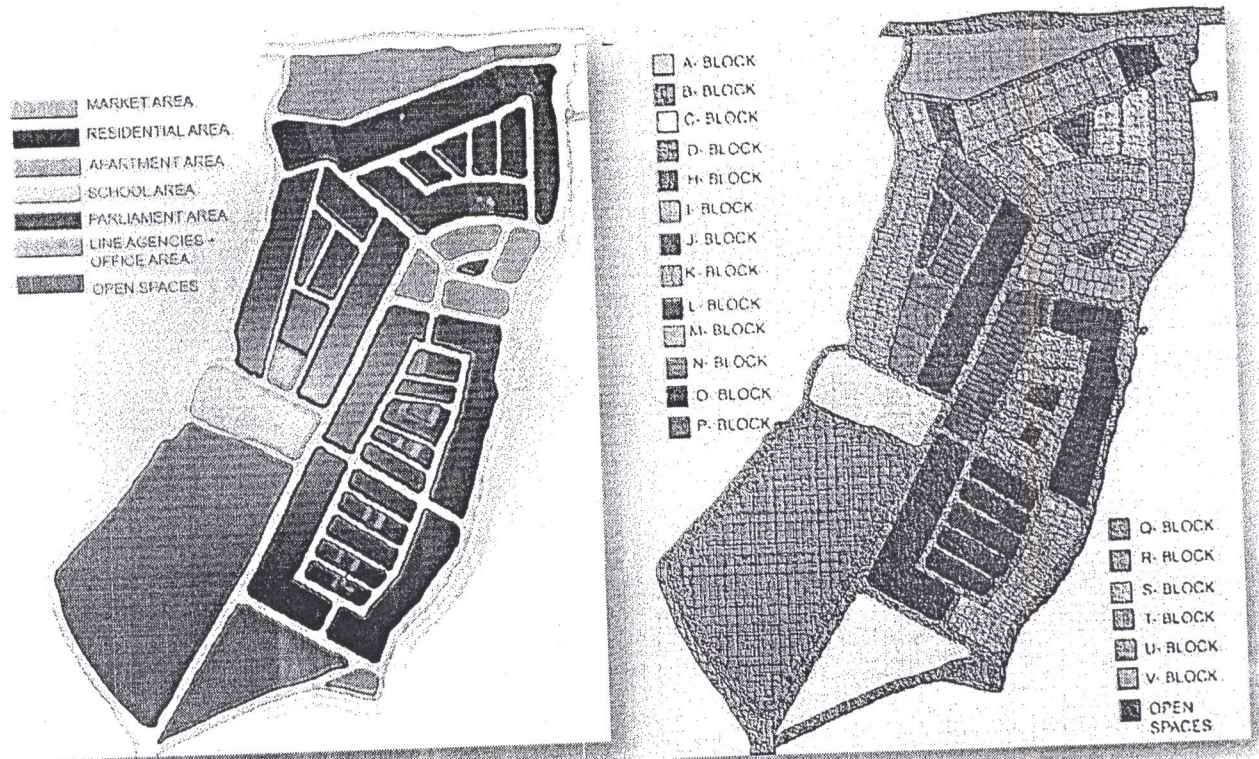 MARKET AREA
RESIDENTIAL AREA
APARTMENT AREA
SCHOOL AREA
PARLIAMENT AREA
LINE AGENCIES -
OFFICE AREA
OPEN SPACES
A- BLOCK
B- BLOCK
C- BLOCK
D- BLOCK
H- BLOCK
I- BLOCK
J- BLOCK
K- BLOCK
L- BLOCK
M- BLOCK
N- BLOCK
O- BLOCK
P- BLOCK
Q- BLOCK
R- BLOCK
S- BLOCK
T- BLOCK
U- BLOCK
V- BLOCK
OPEN
SPACES